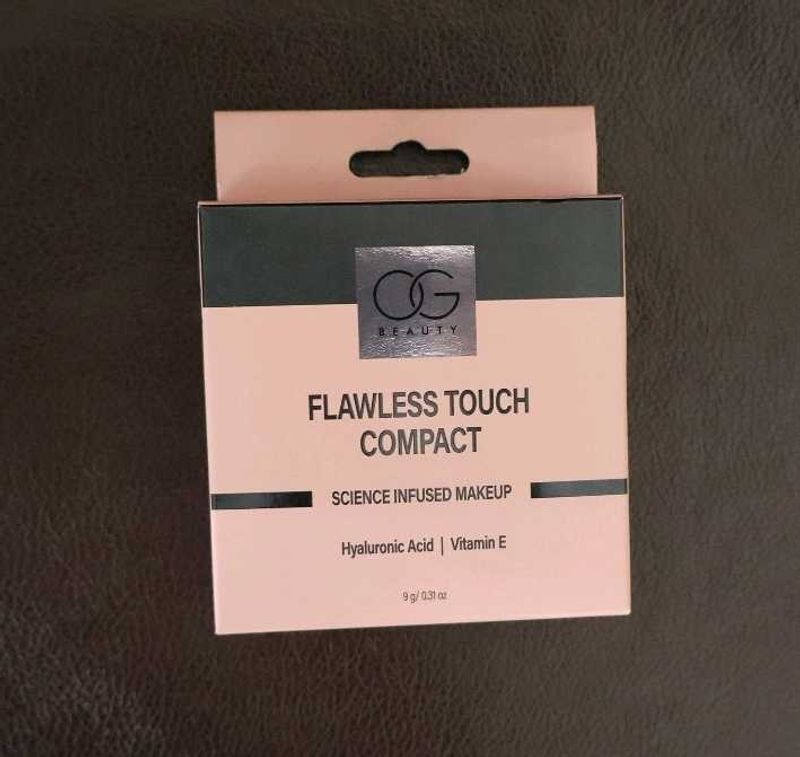 OG
BEAUTY
FLAWLESS TOUCH
COMPACT
SCIENCE INFUSED MAKEUP
Hyaluronic Acid | Vitamin E
9 g/ 0.31 oz